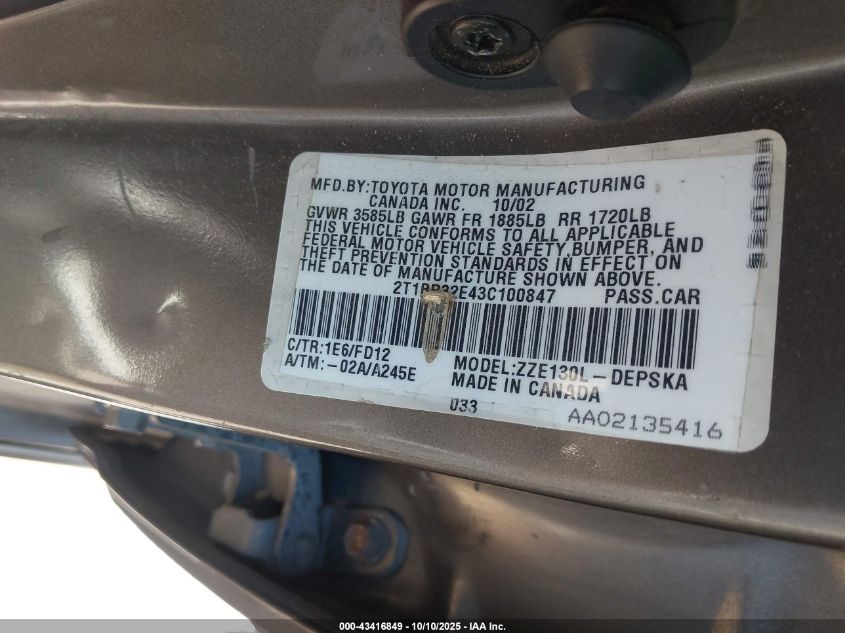 MFD.BY:TOYOTA MOTOR MANUFACTURING
CANADA INC. 10/02
GVWR 3585LB GAWR FR 1885LB RR 1720LB
THIS VEHICLE CONFORMS TO ALL APPLICABLE
FEDERAL MOTOR VEHICLE SAFETY BUMPER, AND
THEFT PREVENTION STANDARDS IN EFFECT ON
THE DATE OF MANUFACTURE SHOWN ABOVE.
2T1BR32E43C100847 PASS.CAR
C/TR:1E6/FD12
A/TM:-02A/A245E
MODEL:ZZE130L-DEPSKA
MADE IN CANADA
033
AA02135416
000-43416849 - 10/10/2025 - IAA Inc.